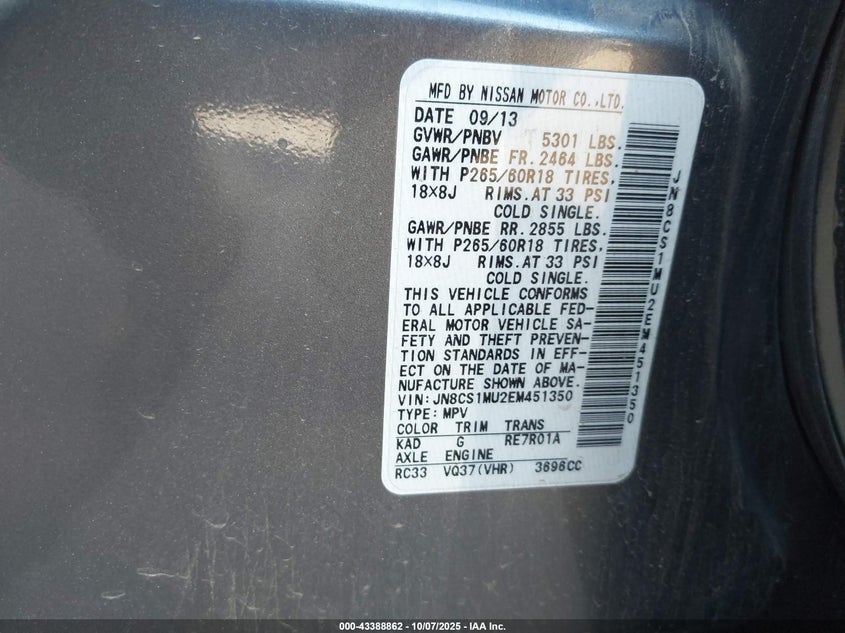 MFD BY NISSAN MOTOR CO.,LTD.
DATE 09/13
GVWR/PNBV 5301 LBS.
GAWR/PNBE FR. 2464 LBS.
WITH P265/60R18 TIRES,
18×8J RIMS.AT 33 PSI
COLD SINGLE.
GAWR/PNBE RR. 2855 LBS.
WITH P265/60R18 TIRES,
18×8J RIMS.AT 33 PSI
COLD SINGLE.
THIS VEHICLE CONFORMS
TO ALL APPLICABLE FED-
ERAL MOTOR VEHICLE SA-
FETY AND THEFT PREVEN-
TION STANDARDS IN EFF-
ECT ON THE DATE OF MA-
NUFACTURE SHOWN ABOVE.
VIN: JN8CS1MU2EM451350
TYPE: MPV
COLOR TRIM TRANS
KAD G RE7R01A
AXLE ENGINE
RC33 VQ37(VHR) 3696CC
JN8CS1MU2EM451350
000-43388862 - 10/07/2025 - IAA Inc.